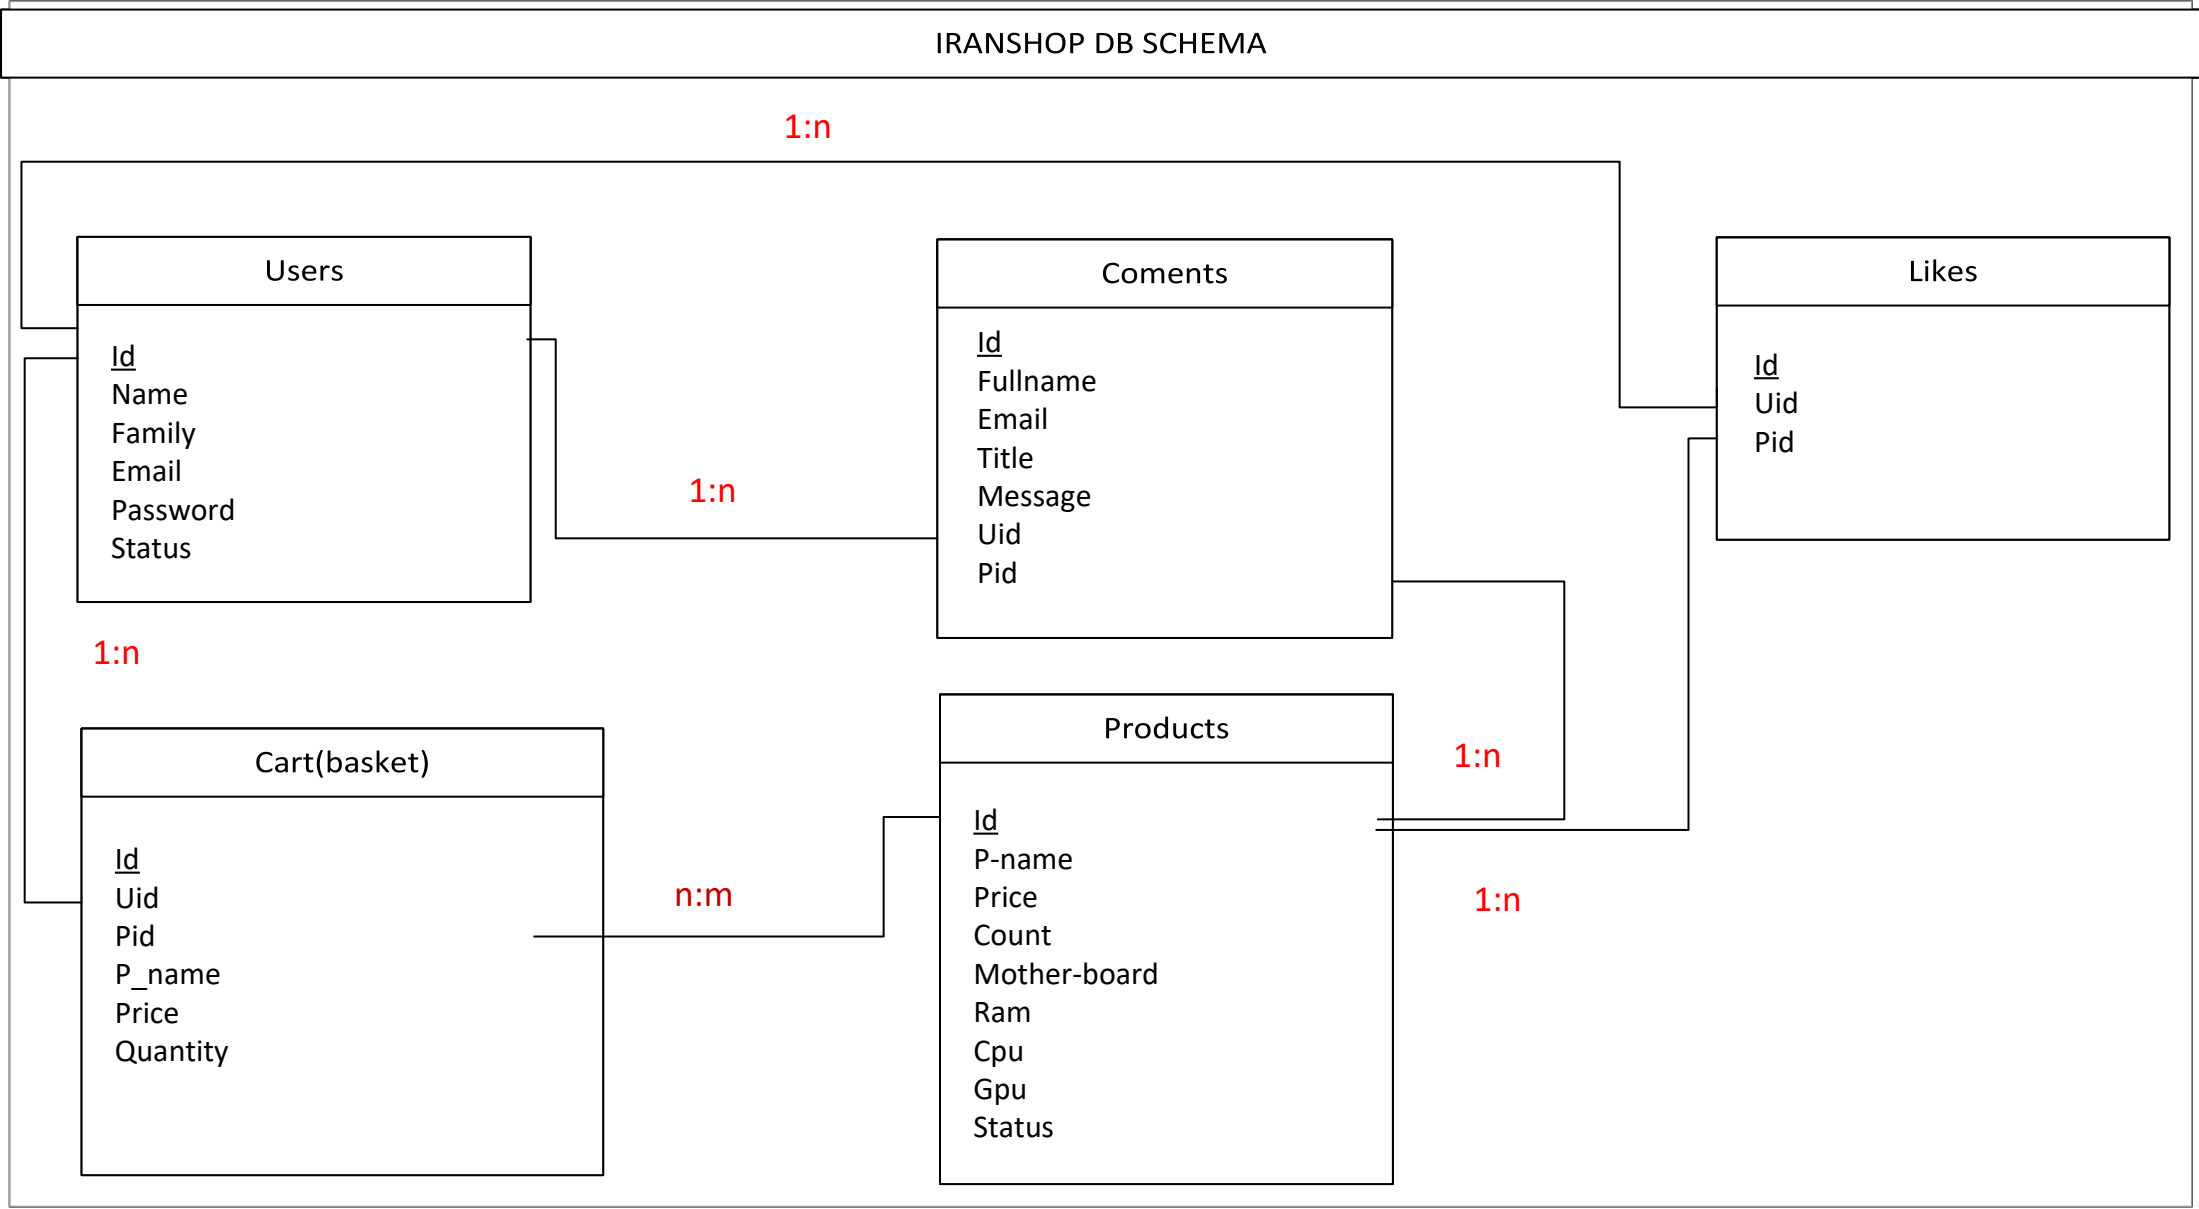 IRANSHOP DB SCHEMA
1:n
Users
Id
Name
Family
Email
Password
Status
1:n
Coments
Id
Fullname
Email
Title
Message
Uid
Pid
Likes
Id
Uid
Pid
1:n
Cart(basket)
Id
Uid
Pid
P_name
Price
Quantity
n:m
Products
Id
P-name
Price
Count
Mother-board
Ram
Cpu
Gpu
Status
1:n
1:n